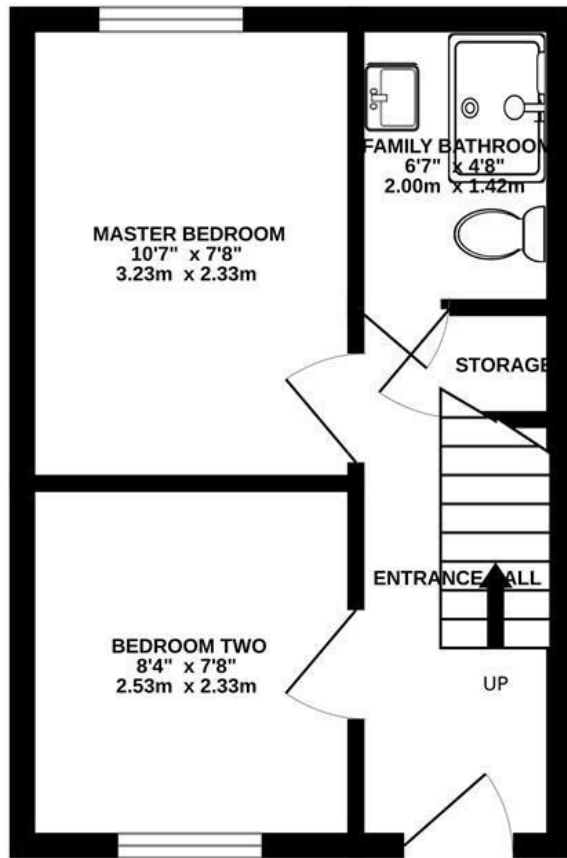 FAMILY BATHROOM
6'7" x 4'8"
2.00m x 1.42m
MASTER BEDROOM
10'7" x 7'8"
3.23m x 2.33m
STORAGE
ENTRANCE HALL
BEDROOM TWO
8'4" x 7'8"
2.53m x 2.33m
UP